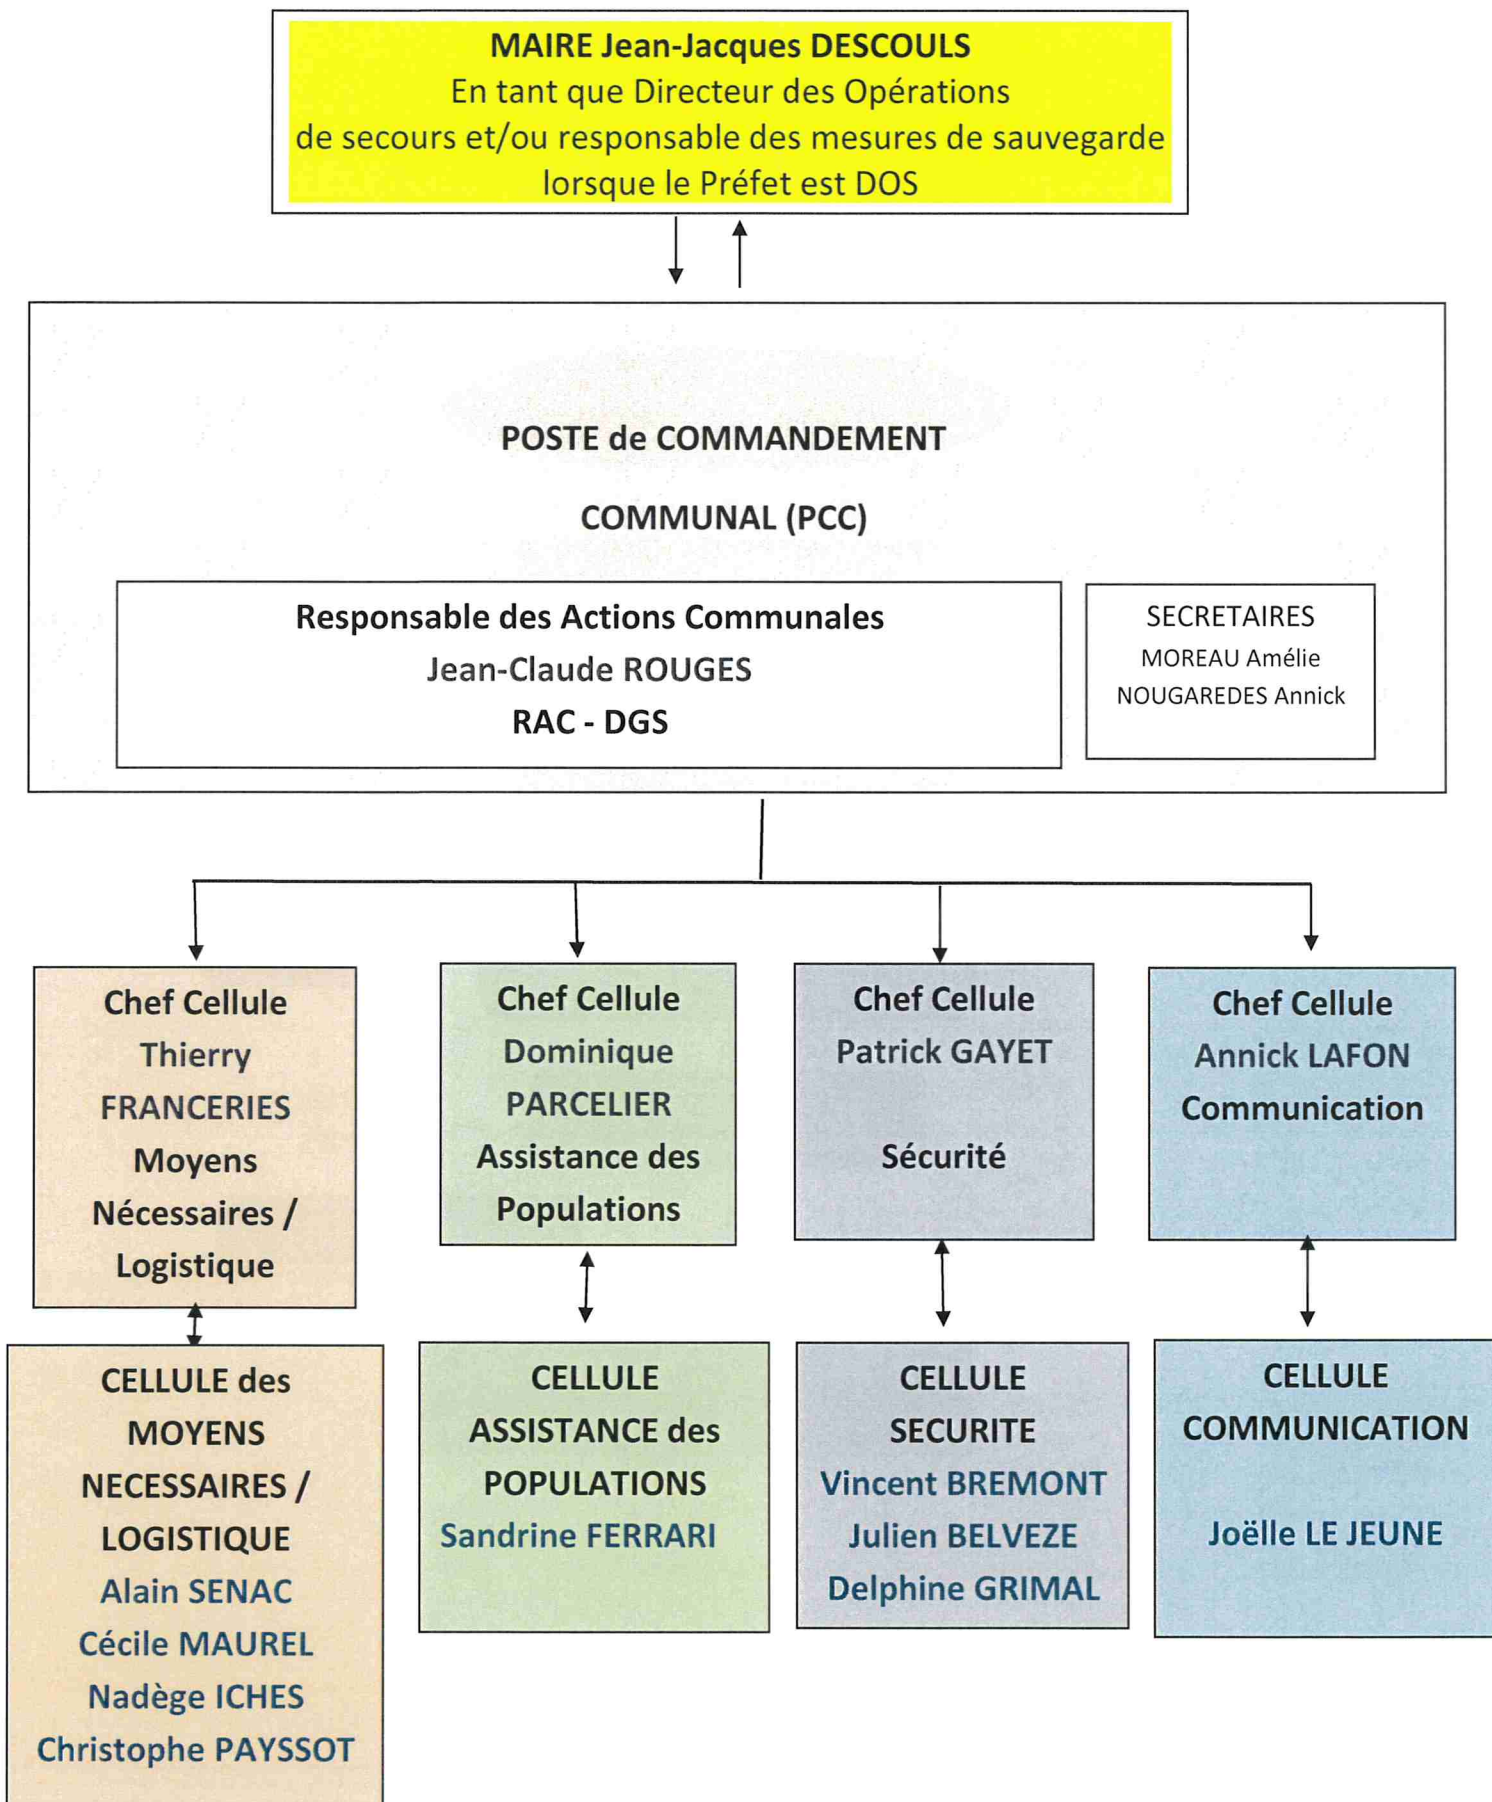 MAIRE Jean-Jacques DESCOULS
En tant que Directeur des Opérations
de secours et/ou responsable des mesures de sauvegarde
lorsque le Préfet est DOS
POSTE de COMMANDEMENT
COMMUNAL (PCC)
Responsable des Actions Communales
Jean-Claude ROUGES
RAC - DGS
SECRETAIRES
MOREAU Amélie
NOUGAREDES Annick
Chef Cellule
Thierry
FRANCERIES
Moyens
Nécessaires /
Logistique
Chef Cellule
Dominique
PARCELIER
Assistance des
Populations
Chef Cellule
Patrick GAYET
Sécurité
Chef Cellule
Annick LAFON
Communication
CELLULE des
MOYENS
NECESSAIRES /
LOGISTIQUE
Alain SENAC
Cécile MAUREL
Nadège ICHES
Christophe PAYSSOT
CELLULE
ASSISTANCE des
POPULATIONS
Sandrine FERRARI
CELLULE
SECURITE
Vincent BREMONT
Julien BELVEZE
Delphine GRIMAL
CELLULE
COMMUNICATION
Joëlle LE JEUNE